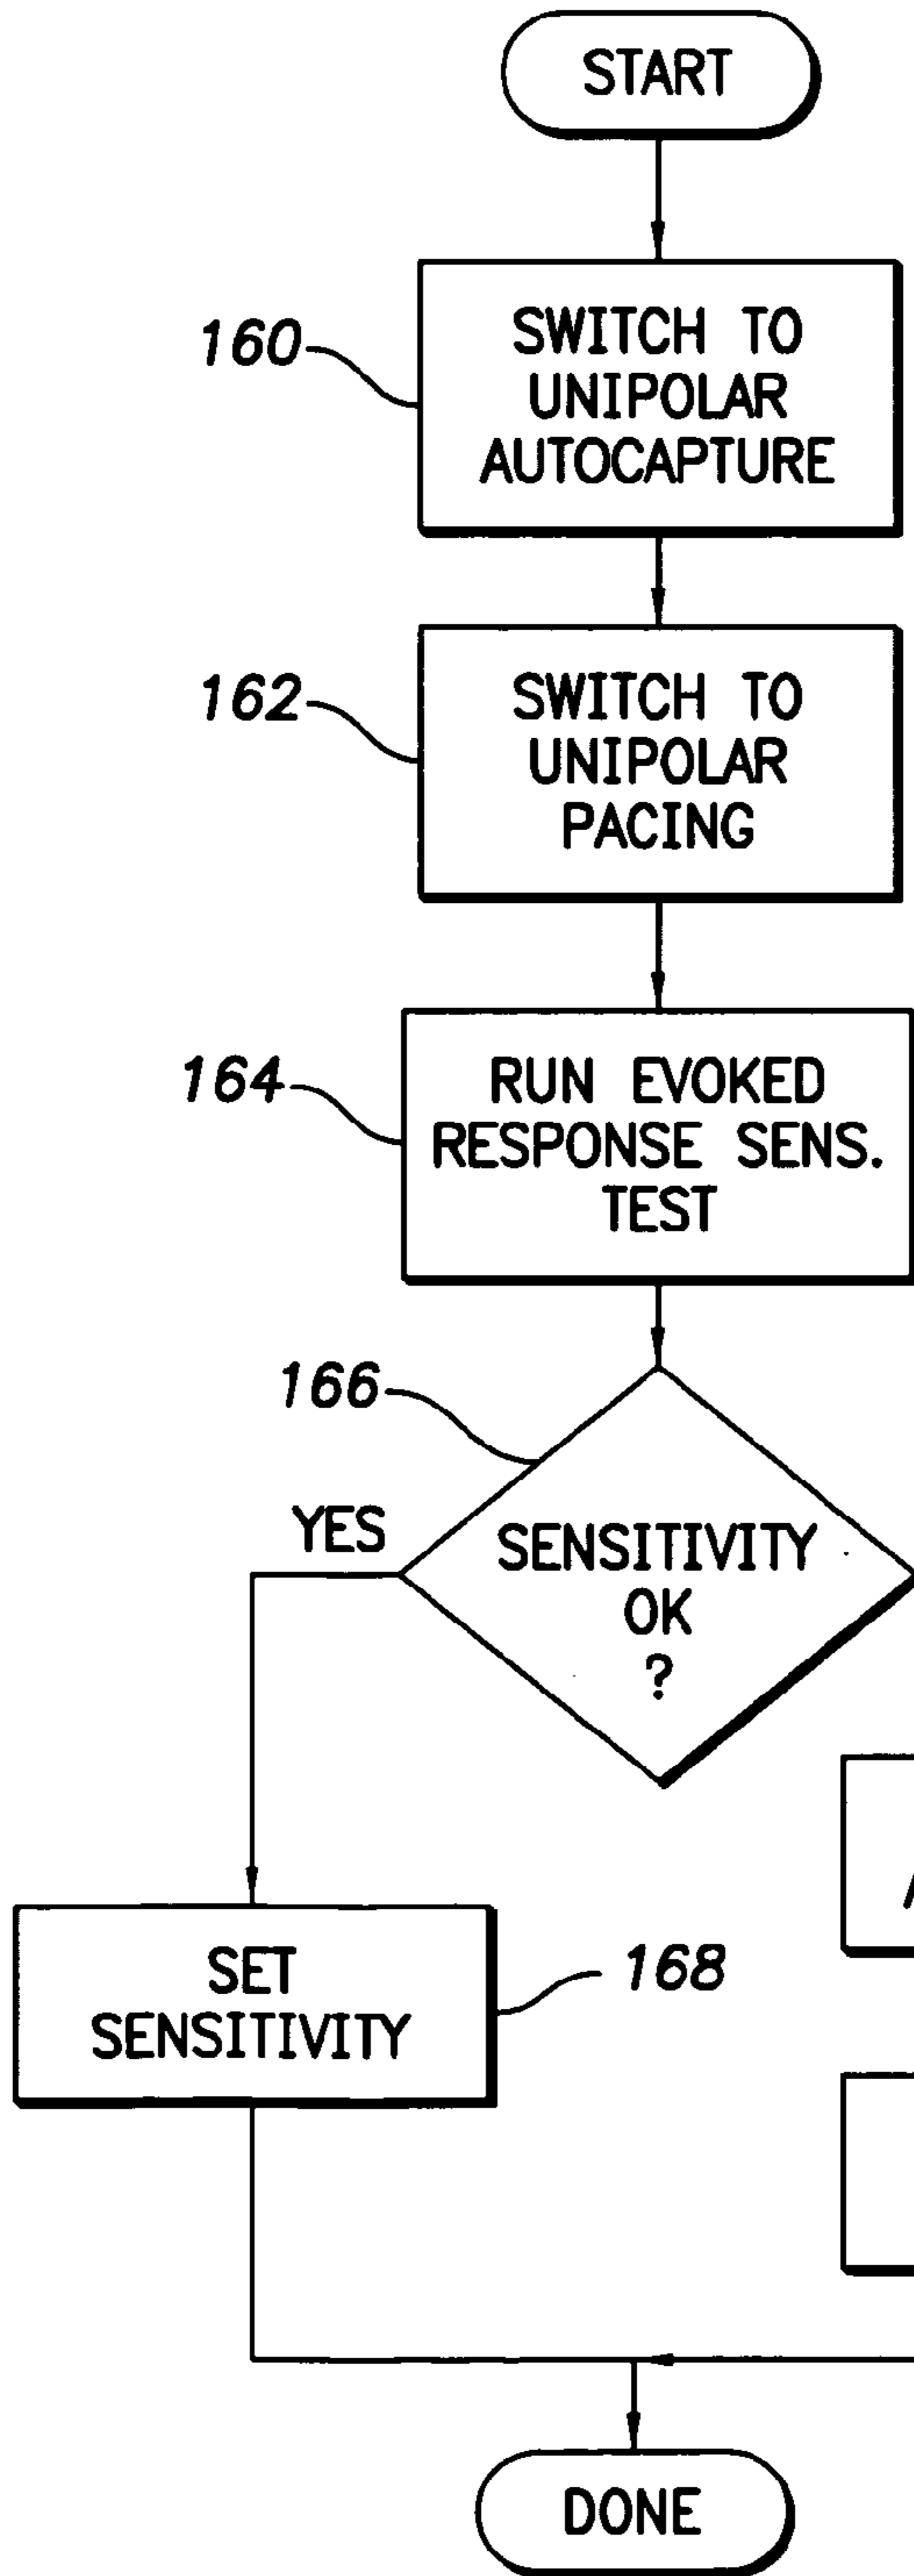 START
160
SWITCH TO
UNIPOLAR
AUTOCAPTURE
162
SWITCH TO
UNIPOLAR
PACING
164
RUN EVOKED
RESPONSE SENS.
TEST
166
YES
SENSITIVITY
OK
?
SET
SENSITIVITY
168
DONE